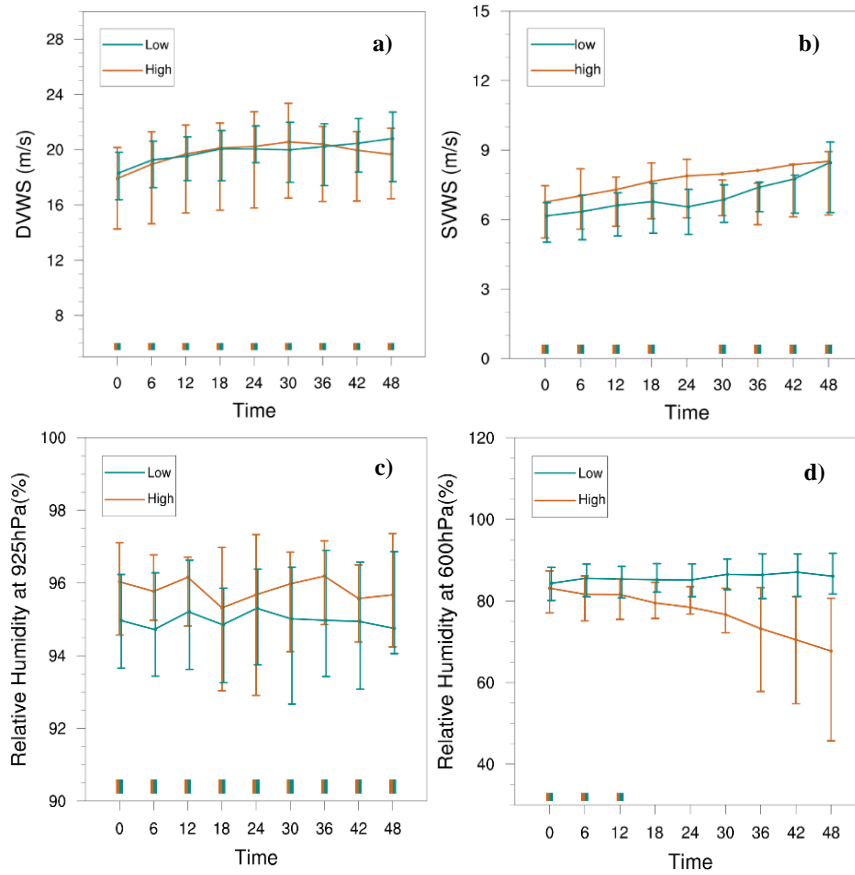 a)
Low
High
DVWS (m/s)
28
24
20
16
12
8
0 6 12 18 24 30 36 42 48
Time
b)
low
high
SVWS (m/s)
15
12
9
6
3
0
0 6 12 18 24 30 36 42 48
Time
c)
Low
High
Relative Humidity at 925hPa(%)
100
98
96
94
92
90
0 6 12 18 24 30 36 42 48
Time
d)
Low
High
Relative Humidity at 600hPa(%)
120
100
80
60
40
0 6 12 18 24 30 36 42 48
Time